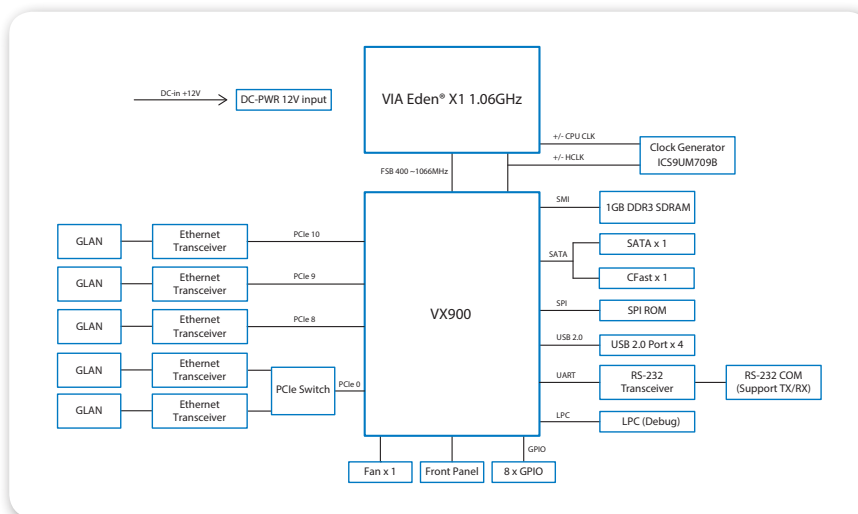 VIA Eden® X1 1.06GHz
DC-in +12V
DC-PWR 12V input
+/- CPU CLK
+/- HCLK
Clock Generator
ICS9UM709B
FSB 400 ~1066MHz
VX900
SMI
1GB DDR3 SDRAM
SATA
SATA x 1
CFast x 1
SPI
SPI ROM
USB 2.0
USB 2.0 Port x 4
UART
RS-232
Transceiver
RS-232 COM
(Support TX/RX)
LPC
LPC (Debug)
GLAN
Ethernet
Transceiver
PCIe 10
GLAN
Ethernet
Transceiver
PCIe 9
GLAN
Ethernet
Transceiver
PCIe 8
GLAN
Ethernet
Transceiver
GLAN
Ethernet
Transceiver
PCIe Switch
PCIe 0
GPIO
Fan x 1
Front Panel
8 x GPIO